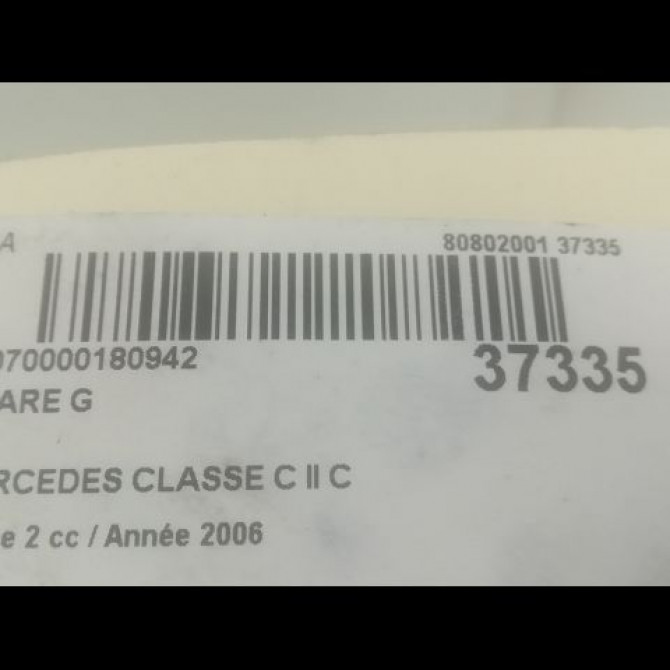 A 80802001 37335
070000180942 37335
ARE G
RCEDES CLASSE C II C
e 2 cc / Année 2006